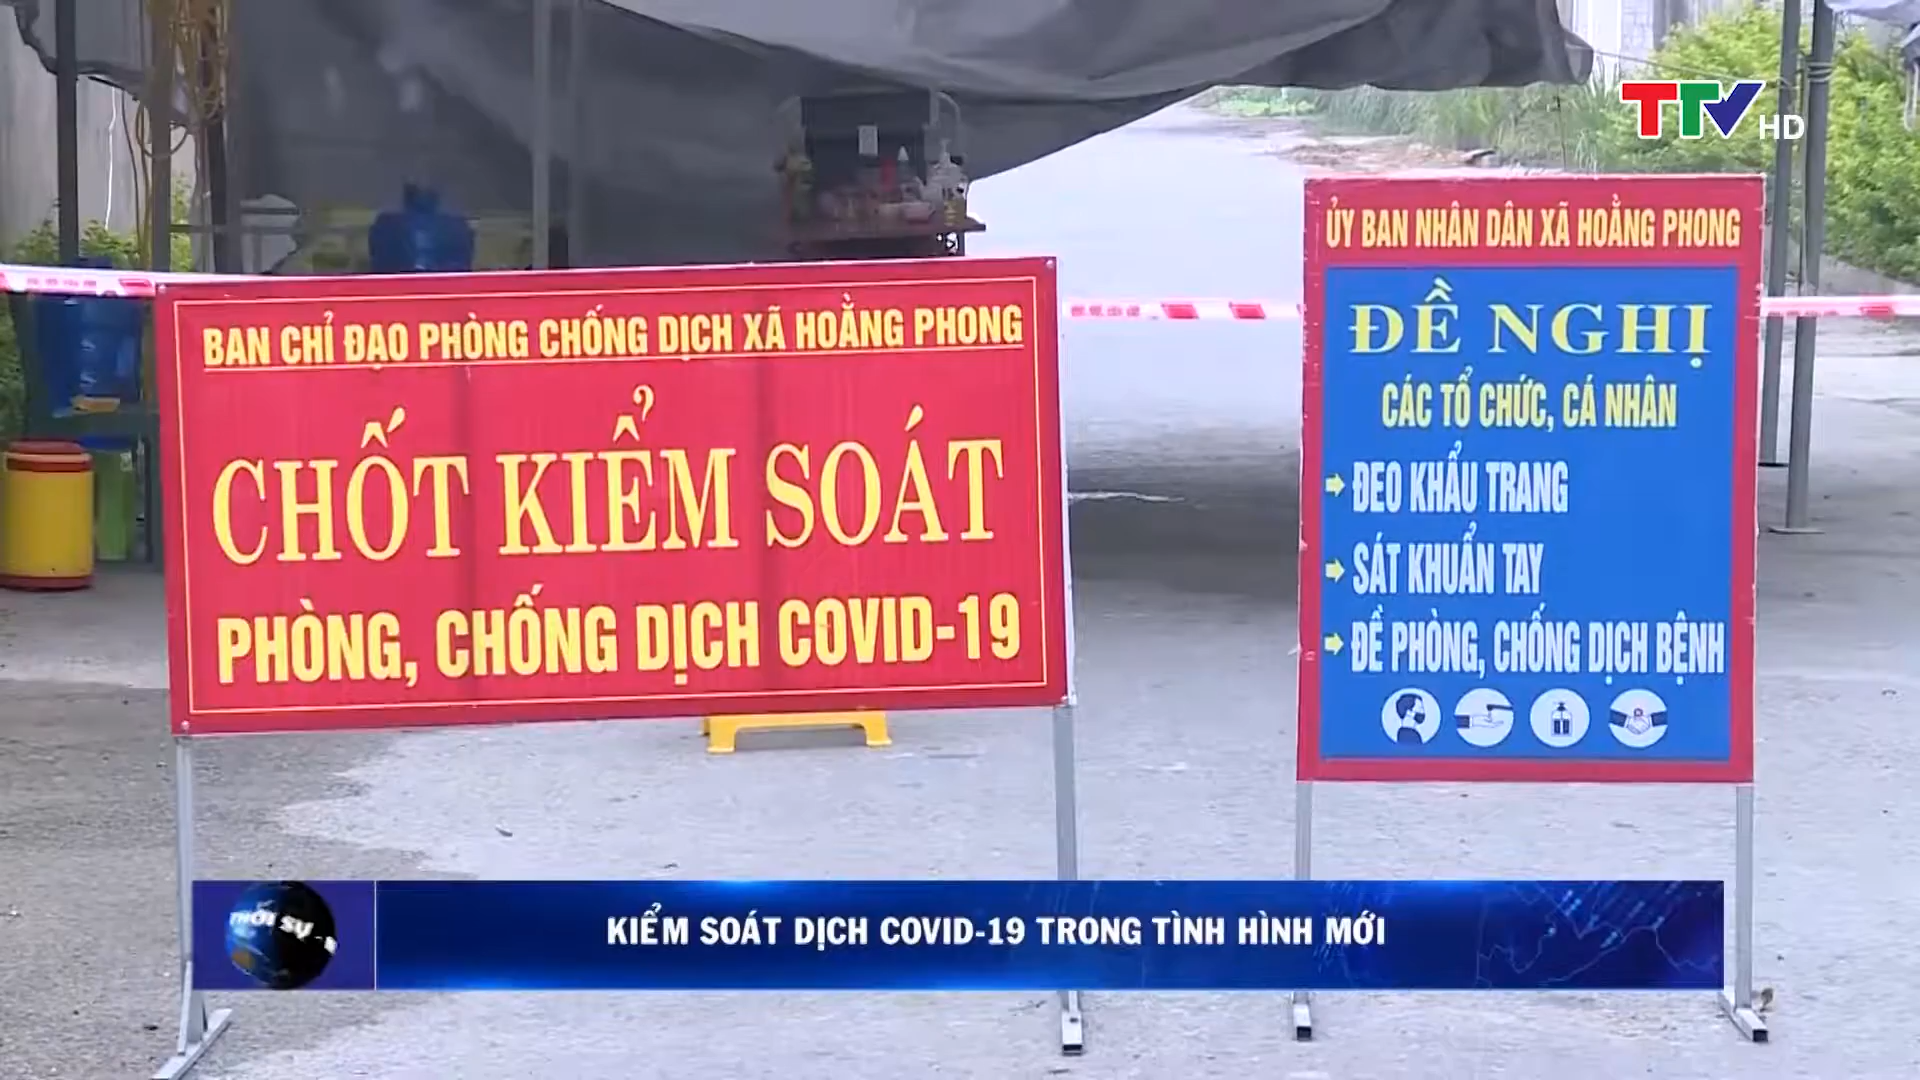 TTV HD
ỦY BAN NHÂN DÂN XÃ HOẰNG PHONG
ĐỀ NGHỊ
CÁC TỔ CHỨC, CÁ NHÂN
ĐEO KHẨU TRANG
SÁT KHUẨN TAY
ĐỀ PHÒNG, CHỐNG DỊCH BỆNH
BAN CHỈ ĐẠO PHÒNG CHỐNG DỊCH XÃ HOẰNG PHONG
CHỐT KIỂM SOÁT
PHÒNG, CHỐNG DỊCH COVID-19
THỜI SỰ
KIỂM SOÁT DỊCH COVID-19 TRONG TÌNH HÌNH MỚI